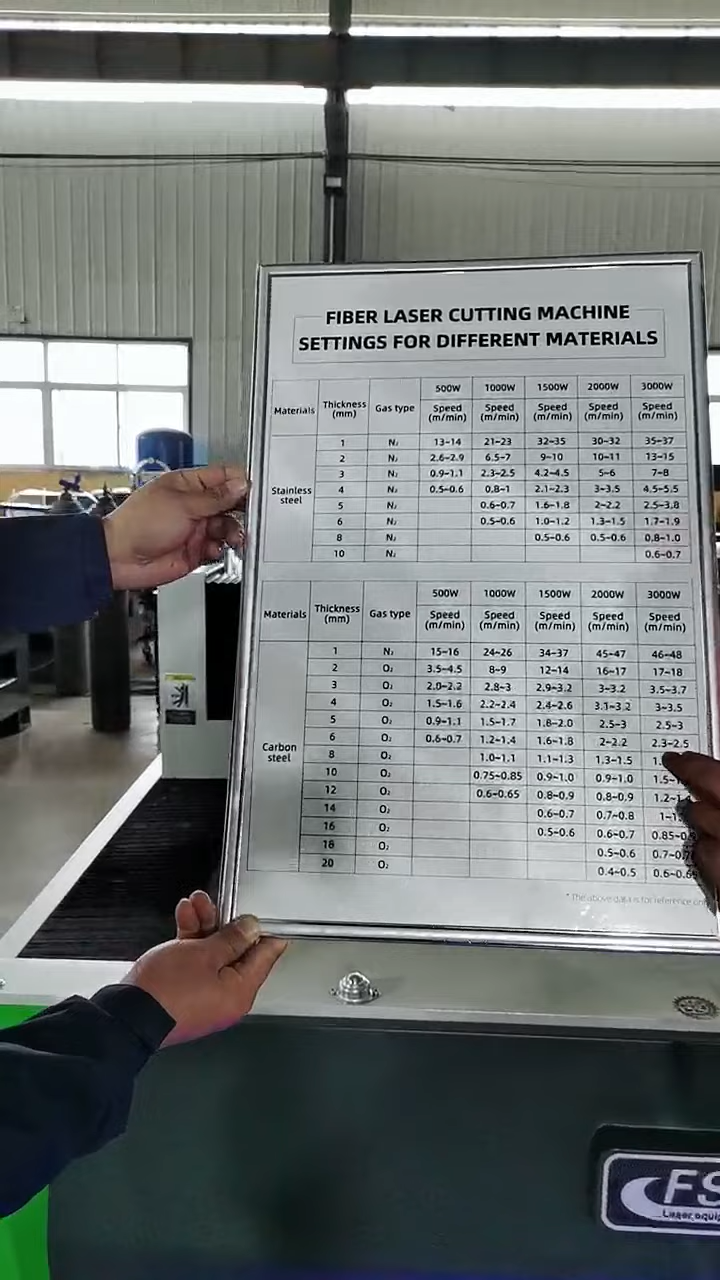 FIBER LASER CUTTING MACHINE
SETTINGS FOR DIFFERENT MATERIALS
Materials Thickness (mm) Gas type 500W 1000W 1500W 2000W 3000W
Speed (m/min) Speed (m/min) Speed (m/min) Speed (m/min) Speed (m/min)
Stainless steel
1 N₂ 13-14 21-23 32-35 30-32 35-37
2 N₂ 2.6-2.9 6.5-7 9-10 10-11 13-15
3 N₂ 0.9-1.1 2.3-2.5 4.2-4.5 5-6 7-8
4 N₂ 0.5-0.6 0.8-1 2.1-2.3 3-3.5 4.5-5.5
5 N₂ 0.6-0.7 1.6-1.8 2-2.2 2.5-3.8
6 N₂ 0.5-0.6 1.0-1.2 1.3-1.5 1.7-1.9
8 N₂ 0.5-0.6 0.5-0.6 0.8-1.0
10 N₂ 0.6-0.7
Materials Thickness (mm) Gas type 500W 1000W 1500W 2000W 3000W
Speed (m/min) Speed (m/min) Speed (m/min) Speed (m/min) Speed (m/min)
Carbon steel
1 N₂ 15-16 24-26 34-37 45-47 46-48
2 O₂ 3.5-4.5 8-9 12-14 16-17 17-18
3 O₂ 2.0-2.2 2.8-3 2.9-3.2 3-3.2 3.5-3.7
4 O₂ 1.5-1.6 2.2-2.4 2.4-2.6 3.1-3.2 3-3.5
5 O₂ 0.9-1.1 1.5-1.7 1.8-2.0 2.5-3 2.5-3
6 O₂ 0.6-0.7 1.2-1.4 1.6-1.8 2-2.2 2.3-2.5
8 O₂ 1.0-1.1 1.1-1.3 1.3-1.5
10 O₂ 0.75-0.85 0.9-1.0 0.9-1.0
12 O₂ 0.6-0.65 0.8-0.9 0.8-0.9
14 O₂ 0.6-0.7 0.7-0.8
16 O₂ 0.5-0.6 0.6-0.7
18 O₂ 0.5-0.6
20 O₂ 0.4-0.5
* The above data is for reference
FS
Laser